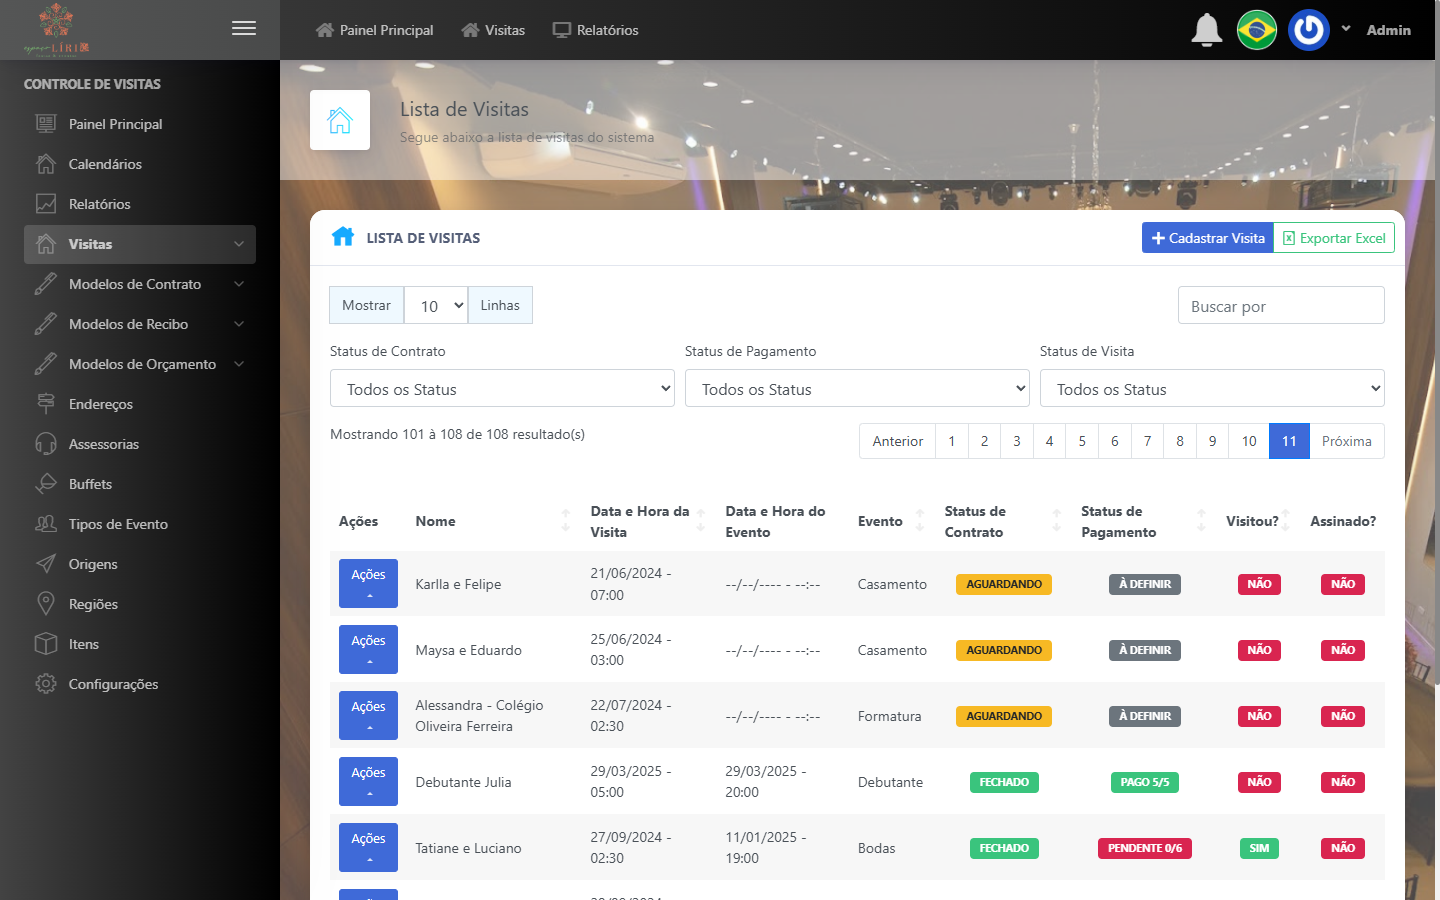 espaço LÍRIO
Painel Principal
Visitas
Relatórios
Admin
CONTROLE DE VISITAS
Painel Principal
Calendários
Relatórios
Visitas
Modelos de Contrato
Modelos de Recibo
Modelos de Orçamento
Endereços
Assessorias
Buffets
Tipos de Evento
Origens
Regiões
Itens
Configurações
Lista de Visitas
Segue abaixo a lista de visitas do sistema
LISTA DE VISITAS
Cadastrar Visita
Exportar Excel
Mostrar 10 Linhas
Buscar por
Status de Contrato
Status de Pagamento
Status de Visita
Todos os Status
Todos os Status
Todos os Status
Mostrando 101 à 108 de 108 resultado(s)
Anterior 1 2 3 4 5 6 7 8 9 10 11 Próxima
Ações
Nome
Data e Hora da
Visita
Data e Hora do
Evento
Evento
Status de
Contrato
Status de
Pagamento
Visitou?
Assinado?
Ações
Karlla e Felipe
21/06/2024 -
07:00
--/--/---- - --:--
Casamento
AGUARDANDO
À DEFINIR
NÃO
NÃO
Ações
Maysa e Eduardo
25/06/2024 -
03:00
--/--/---- - --:--
Casamento
AGUARDANDO
À DEFINIR
NÃO
NÃO
Ações
Alessandra - Colégio
Oliveira Ferreira
22/07/2024 -
02:30
--/--/---- - --:--
Formatura
AGUARDANDO
À DEFINIR
NÃO
NÃO
Ações
Debutante Julia
29/03/2025 -
05:00
29/03/2025 -
20:00
Debutante
FECHADO
PAGO 5/5
NÃO
NÃO
Ações
Tatiane e Luciano
27/09/2024 -
02:30
11/01/2025 -
19:00
Bodas
FECHADO
PENDENTE 0/6
SIM
NÃO